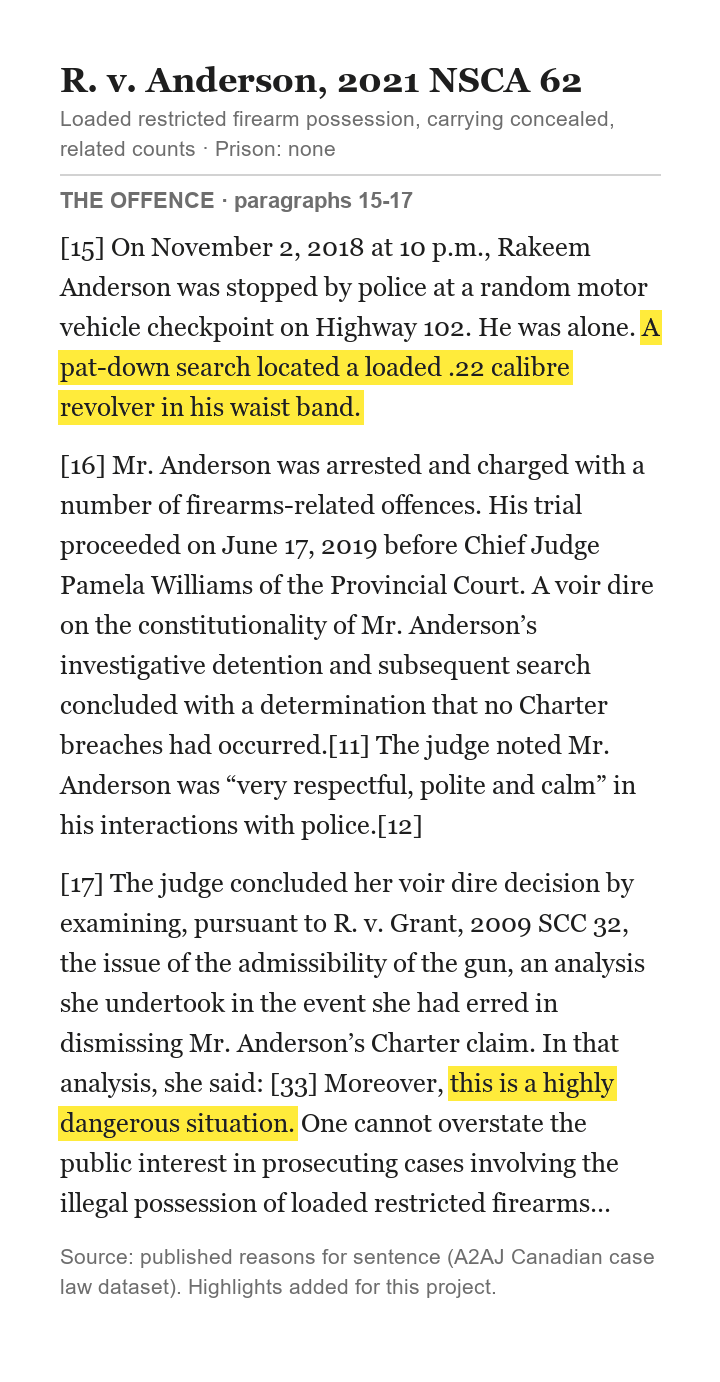 R. v. Anderson, 2021 NSCA 62
Loaded restricted firearm possession, carrying concealed,
related counts · Prison: none
THE OFFENCE · paragraphs 15-17
[15] On November 2, 2018 at 10 p.m., Rakeem
Anderson was stopped by police at a random motor
vehicle checkpoint on Highway 102. He was alone. A
pat-down search located a loaded .22 calibre
revolver in his waist band.
[16] Mr. Anderson was arrested and charged with a
number of firearms-related offences. His trial
proceeded on June 17, 2019 before Chief Judge
Pamela Williams of the Provincial Court. A voir dire
on the constitutionality of Mr. Anderson’s
investigative detention and subsequent search
concluded with a determination that no Charter
breaches had occurred.[11] The judge noted Mr.
Anderson was “very respectful, polite and calm” in
his interactions with police.[12]
[17] The judge concluded her voir dire decision by
examining, pursuant to R. v. Grant, 2009 SCC 32,
the issue of the admissibility of the gun, an analysis
she undertook in the event she had erred in
dismissing Mr. Anderson’s Charter claim. In that
analysis, she said: [33] Moreover, this is a highly
dangerous situation. One cannot overstate the
public interest in prosecuting cases involving the
illegal possession of loaded restricted firearms...
Source: published reasons for sentence (A2AJ Canadian case
law dataset). Highlights added for this project.